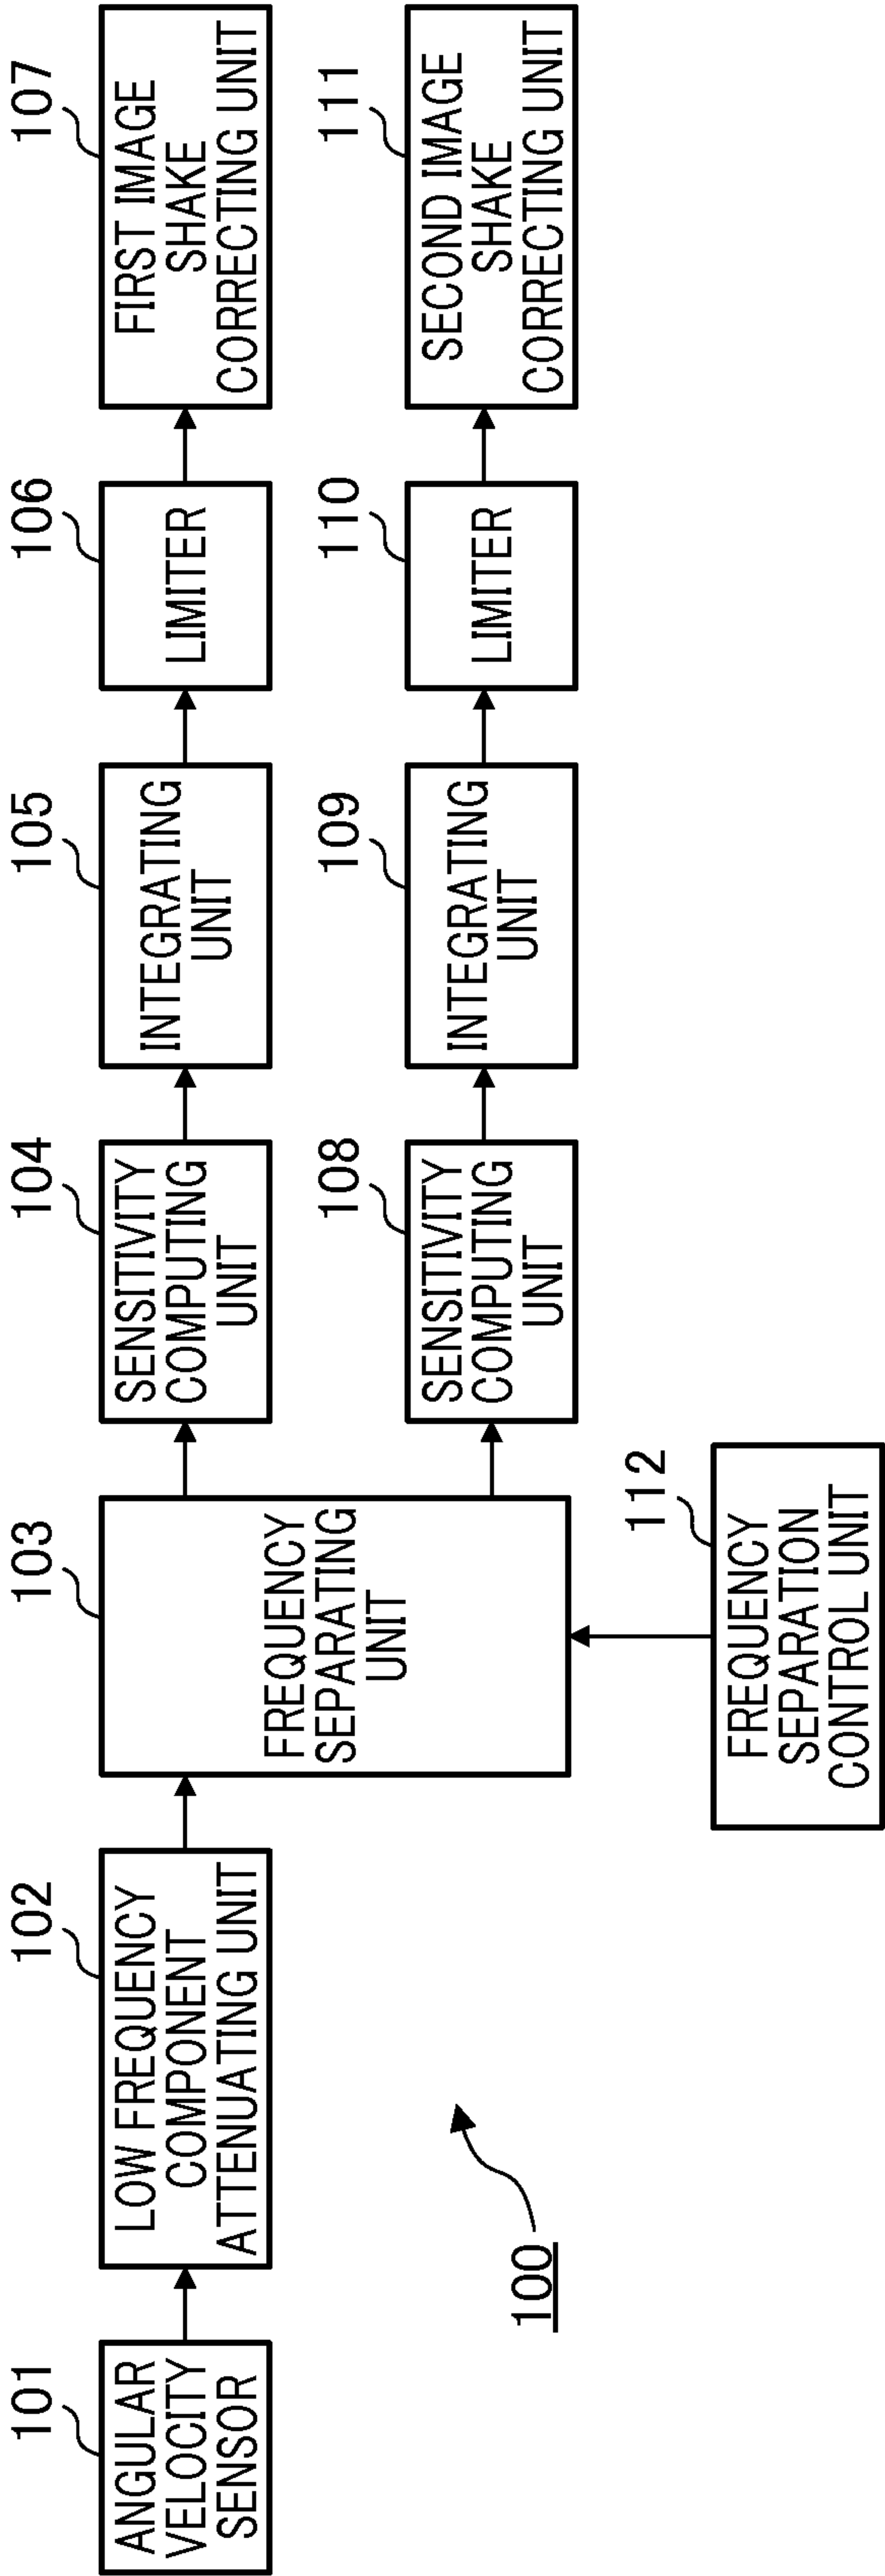 101
ANGULAR
VELOCITY
SENSOR
102
LOW FREQUENCY
COMPONENT
ATTENUATING UNIT
103
FREQUENCY
SEPARATING
UNIT
104
SENSITIVITY
COMPUTING
UNIT
105
INTEGRATING
UNIT
106
LIMITER
107
FIRST IMAGE
SHAKE
CORRECTING UNIT
108
SENSITIVITY
COMPUTING
UNIT
109
INTEGRATING
UNIT
110
LIMITER
111
SECOND IMAGE
SHAKE
CORRECTING UNIT
112
FREQUENCY
SEPARATION
CONTROL UNIT
100